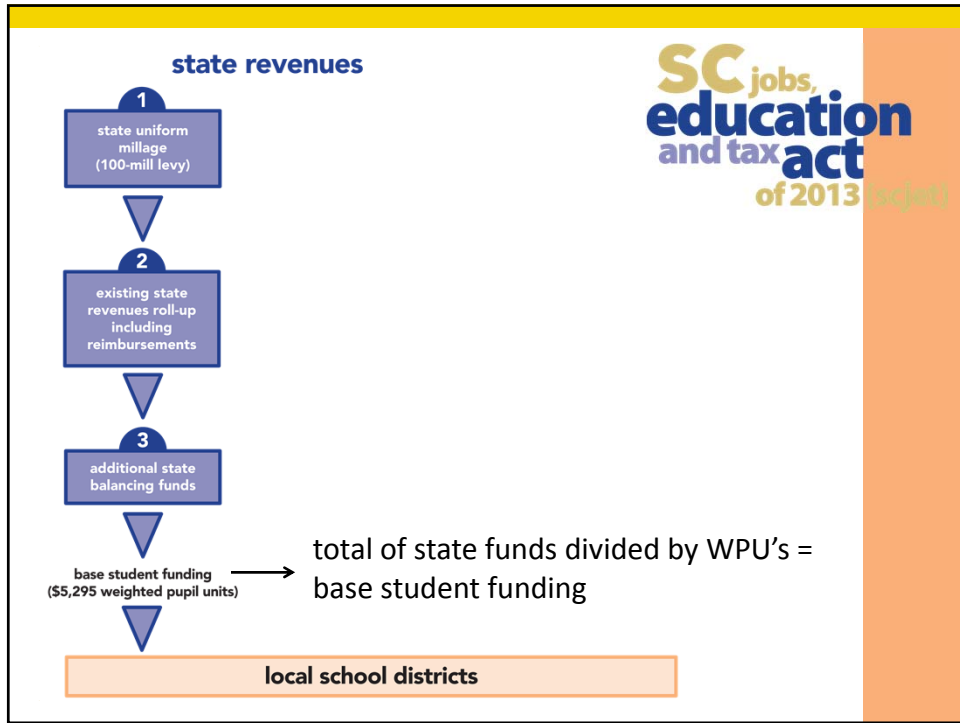 state revenues
SC jobs,
education
and tax act
of 2013 (scjet)
1
state uniform
millage
(100-mill levy)
2
existing state
revenues roll-up
including
reimbursements
3
additional state
balancing funds
base student funding
($5,295 weighted pupil units)
total of state funds divided by WPU's =
base student funding
local school districts